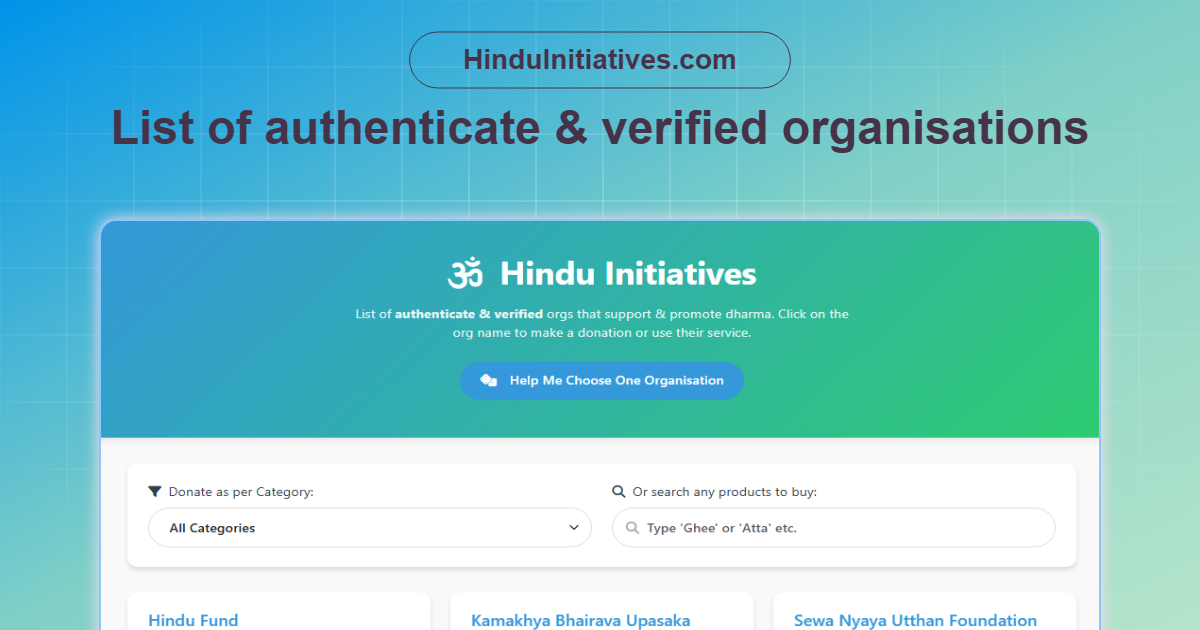 HinduInitiatives.com
List of authenticate & verified organisations
ॐ Hindu Initiatives
List of authenticate & verified orgs that support & promote dharma. Click on the
org name to make a donation or use their service.
Help Me Choose One Organisation
Donate as per Category:
Or search any products to buy:
All Categories
Type 'Ghee' or 'Atta' etc.
Hindu Fund
Kamakhya Bhairava Upasaka
Sewa Nyaya Utthan Foundation